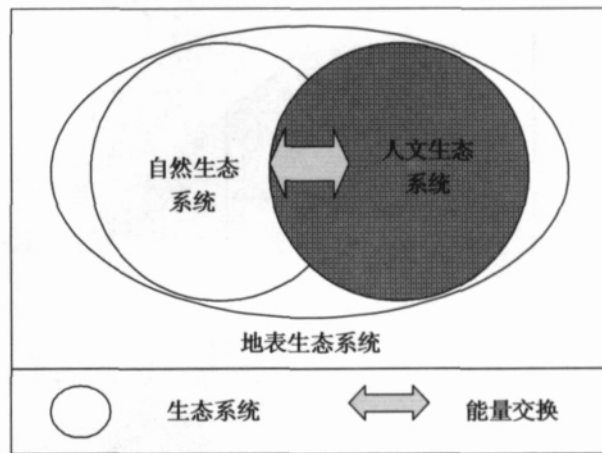 自然生态
系统
人文生态
系统
地表生态系统
生态系统
能量交换